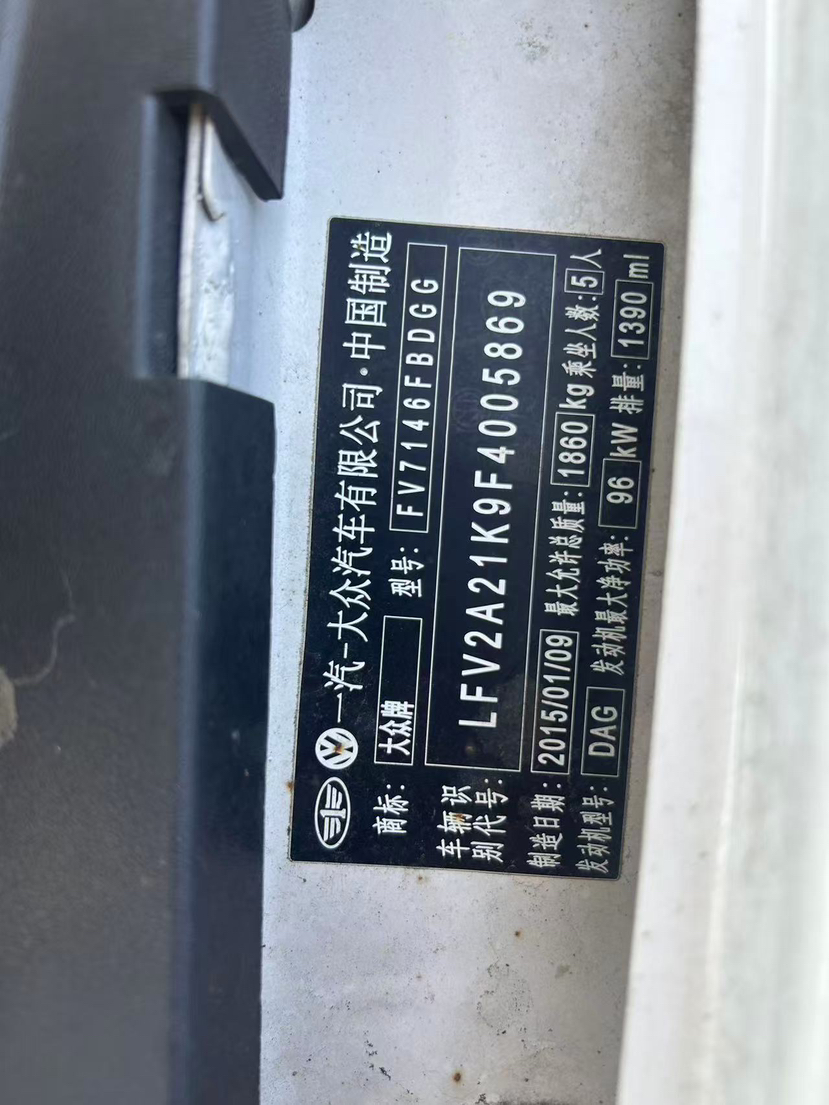 一汽-大众汽车有限公司·中国制造
商标: 大众牌 型号: FV7146FBDGG
车辆识别代号: LFV2A21K9F4005869
制造日期: 2015/01/09 最大允许总质量: 1860 kg 乘坐人数: 5 人
发动机型号: DAG 发动机最大净功率: 96 kW 排量: 1390 ml